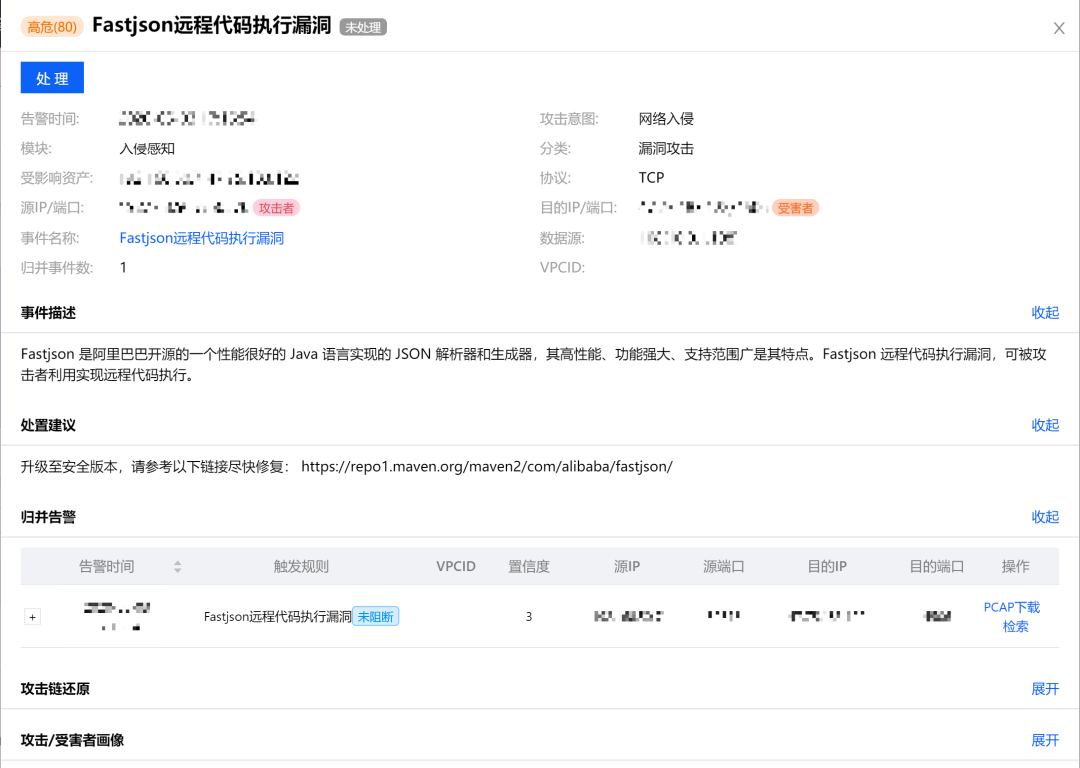 高危(80) Fastjson远程代码执行漏洞 未处理
处 理
告警时间: 攻击意图: 网络入侵
模块: 入侵感知 分类: 漏洞攻击
受影响资产: 协议: TCP
源IP/端口: 攻击者 目的IP/端口: 受害者
事件名称: Fastjson远程代码执行漏洞 数据源:
归并事件数: 1 VPCID:
事件描述 收起
Fastjson 是阿里巴巴开源的一个性能很好的 Java 语言实现的 JSON 解析器和生成器，其高性能、功能强大、支持范围广是其特点。Fastjson 远程代码执行漏洞，可被攻
击者利用实现远程代码执行。
处置建议 收起
升级至安全版本，请参考以下链接尽快修复： https://repo1.maven.org/maven2/com/alibaba/fastjson/
归并告警 收起
告警时间 触发规则 VPCID 置信度 源IP 源端口 目的IP 目的端口 操作
+ Fastjson远程代码执行漏洞 未阻断 3 PCAP下载
检索
攻击链还原 展开
攻击/受害者画像 展开